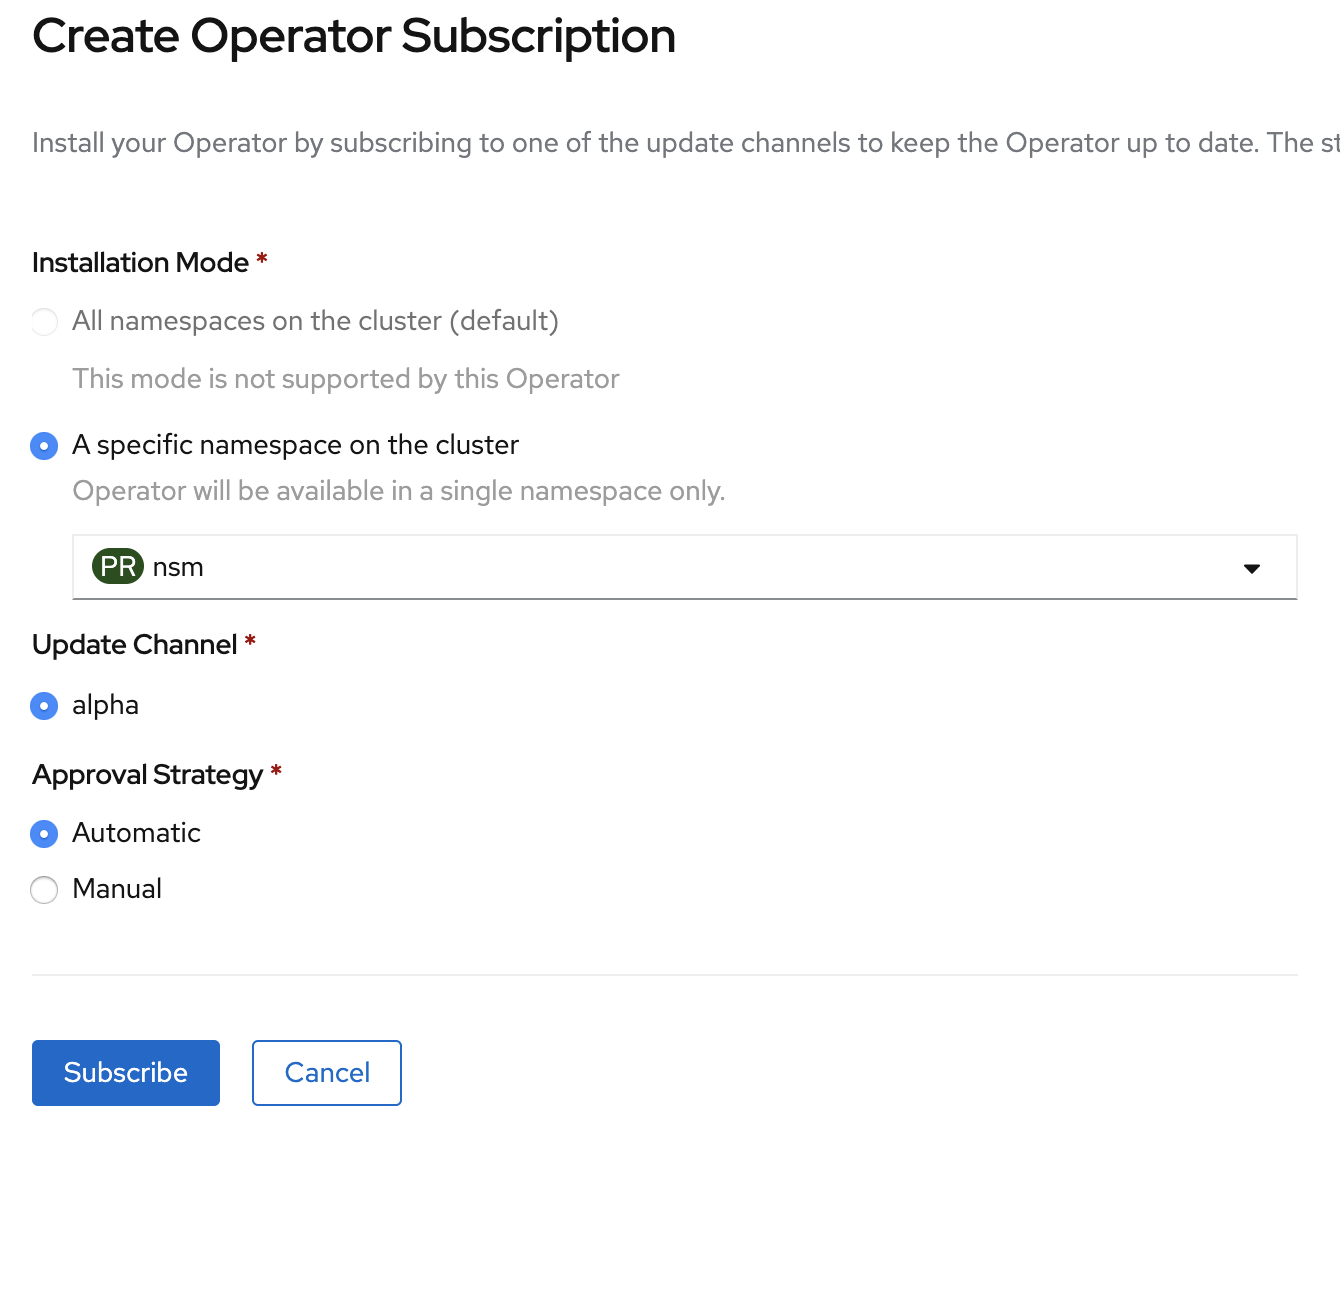 Create Operator Subscription
Install your Operator by subscribing to one of the update channels to keep the Operator up to date. The st
Installation Mode *
All namespaces on the cluster (default)
This mode is not supported by this Operator
A specific namespace on the cluster
Operator will be available in a single namespace only.
PR nsm
Update Channel *
alpha
Approval Strategy *
Automatic
Manual
Subscribe Cancel